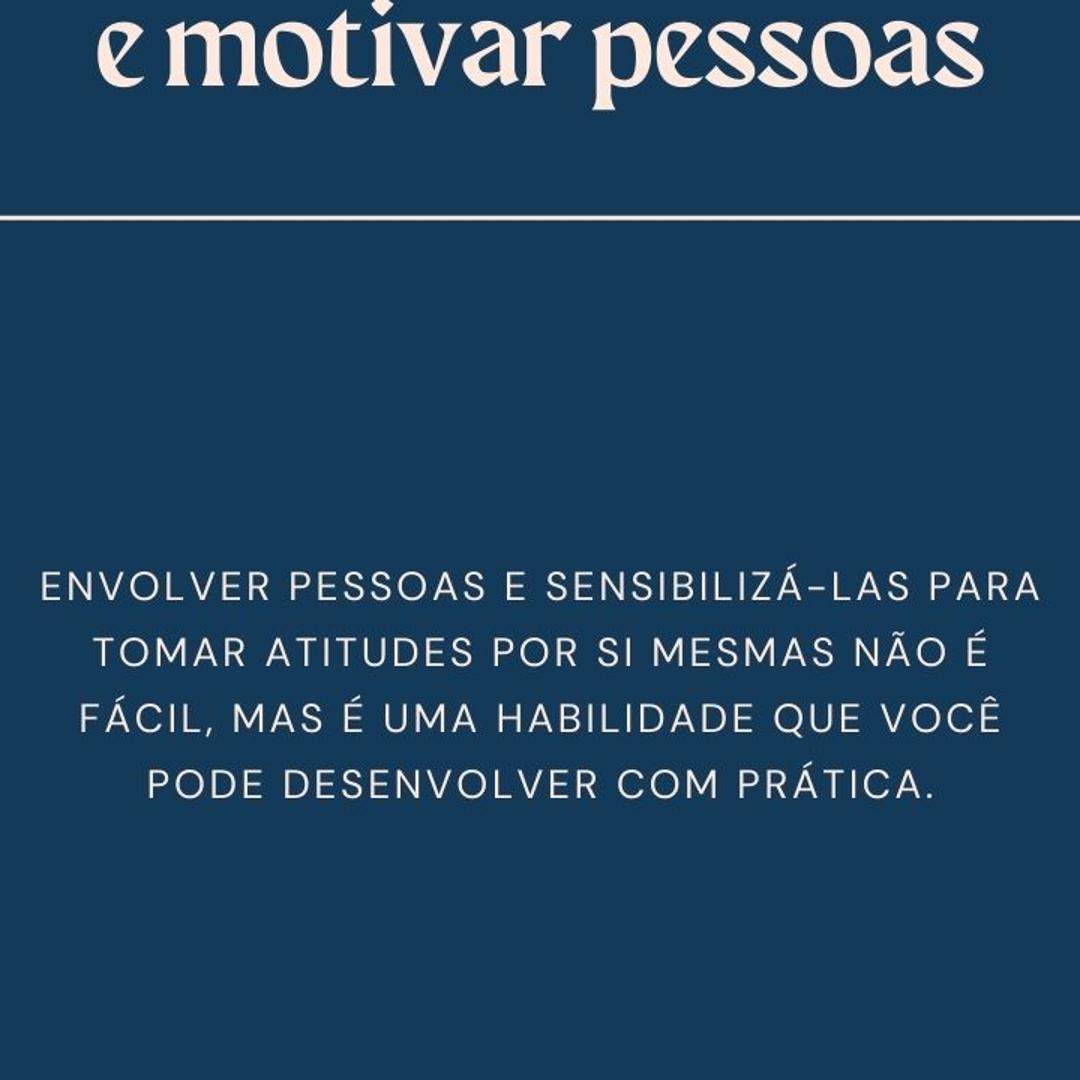 e motivar pessoas
ENVOLVER PESSOAS E SENSIBILIZÁ-LAS PARA
TOMAR ATITUDES POR SI MESMAS NÃO É
FÁCIL, MAS É UMA HABILIDADE QUE VOCÊ
PODE DESENVOLVER COM PRÁTICA.